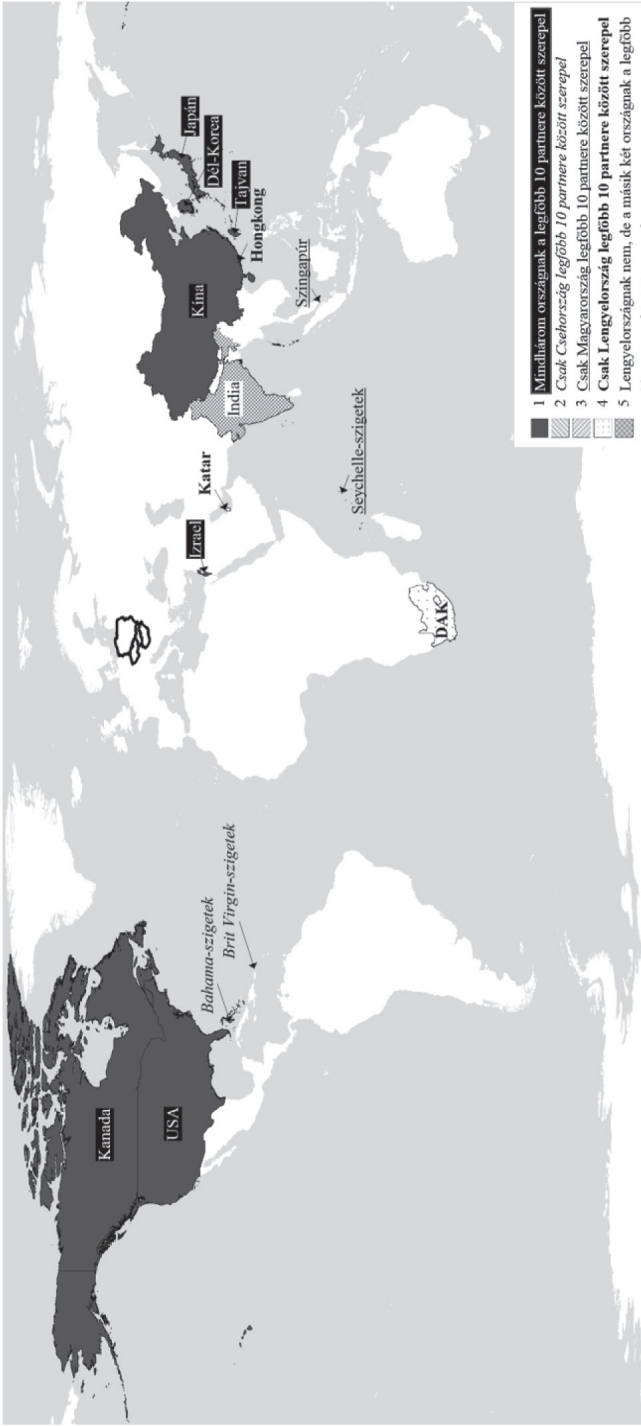 Kanada
USA
Bahama-szigetek
Brit Virgin-szigetek
DAK
Izrael
Katar
Seychelle-szigetek
India
Kína
Szingapúr
Hongkong
Tajvan
Dél-Korea
Japán
1 Mindhárom országnak a legfőbb 10 partnere között szerepel
2 Csak Csehország legfőbb 10 partnere között szerepel
3 Csak Magyarország legfőbb 10 partnere között szerepel
4 Csak Lengyelország legfőbb 10 partnere között szerepel
5 Lengyelországnak nem, de a másik két országnak a legfőbb